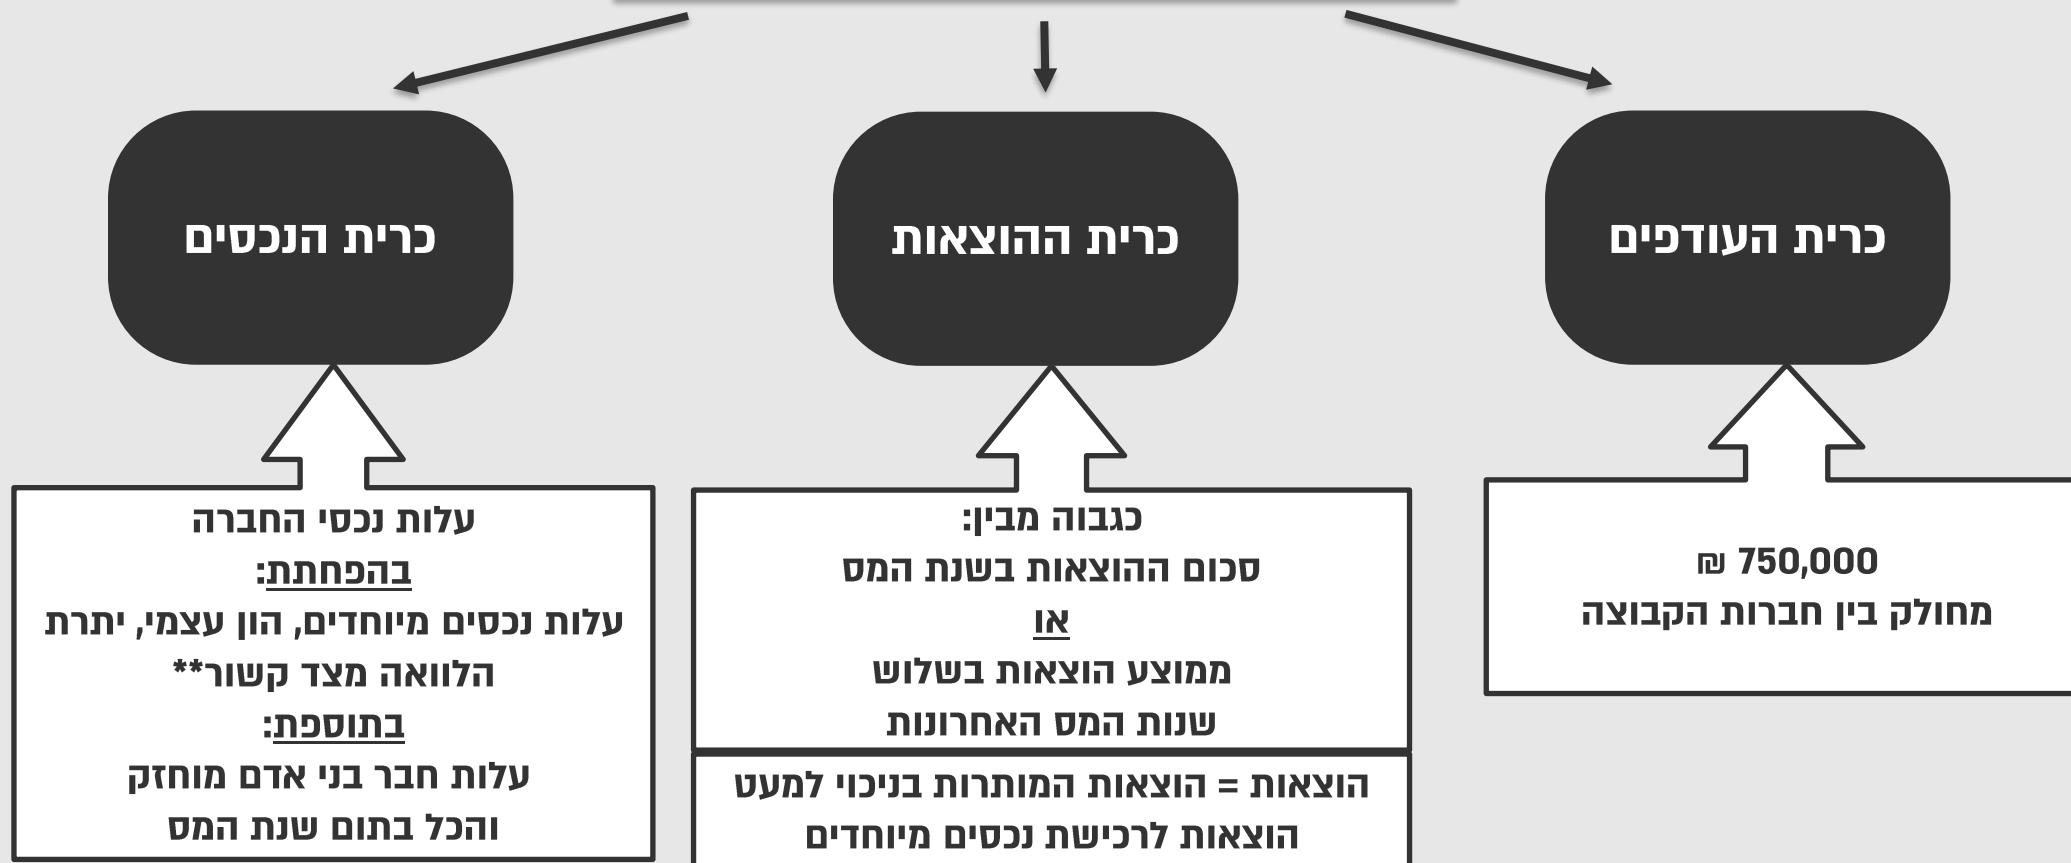 כרית העודפים
750,000 ₪
מחולק בין חברות הקבוצה
כרית ההוצאות
כגבוה מבין:
סכום ההוצאות בשנת המס
או
ממוצע הוצאות בשלוש
שנות המס האחרונות
הוצאות = הוצאות המותרות בניכוי למעט
הוצאות לרכישת נכסים מיוחדים
כרית הנכסים
עלות נכסי החברה
בהפחתת:
עלות נכסים מיוחדים, הון עצמי, יתרת
הלוואה מצד קשור**
בתוספת:
עלות חבר בני אדם מוחזק
והכל בתום שנת המס